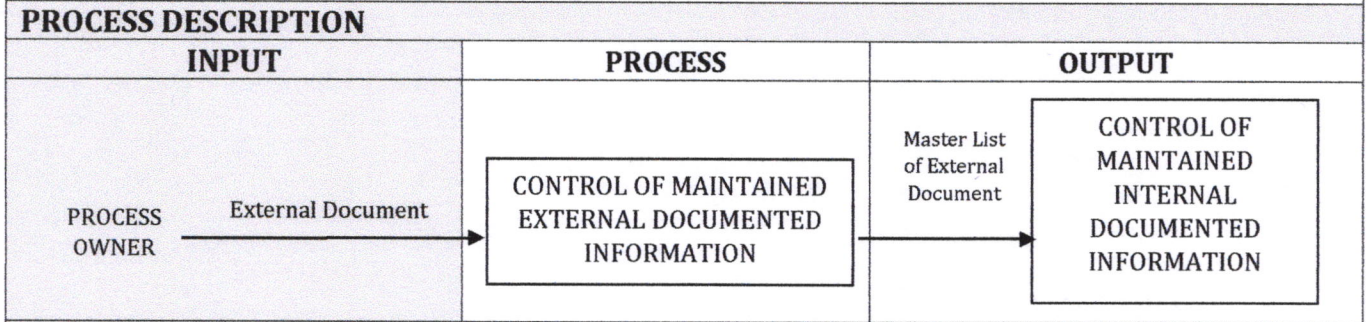 PROCESS DESCRIPTION
INPUT
PROCESS
OUTPUT
PROCESS
OWNER
External Document
CONTROL OF MAINTAINED
EXTERNAL DOCUMENTED
INFORMATION
Master List
of External
Document
CONTROL OF
MAINTAINED
INTERNAL
DOCUMENTED
INFORMATION